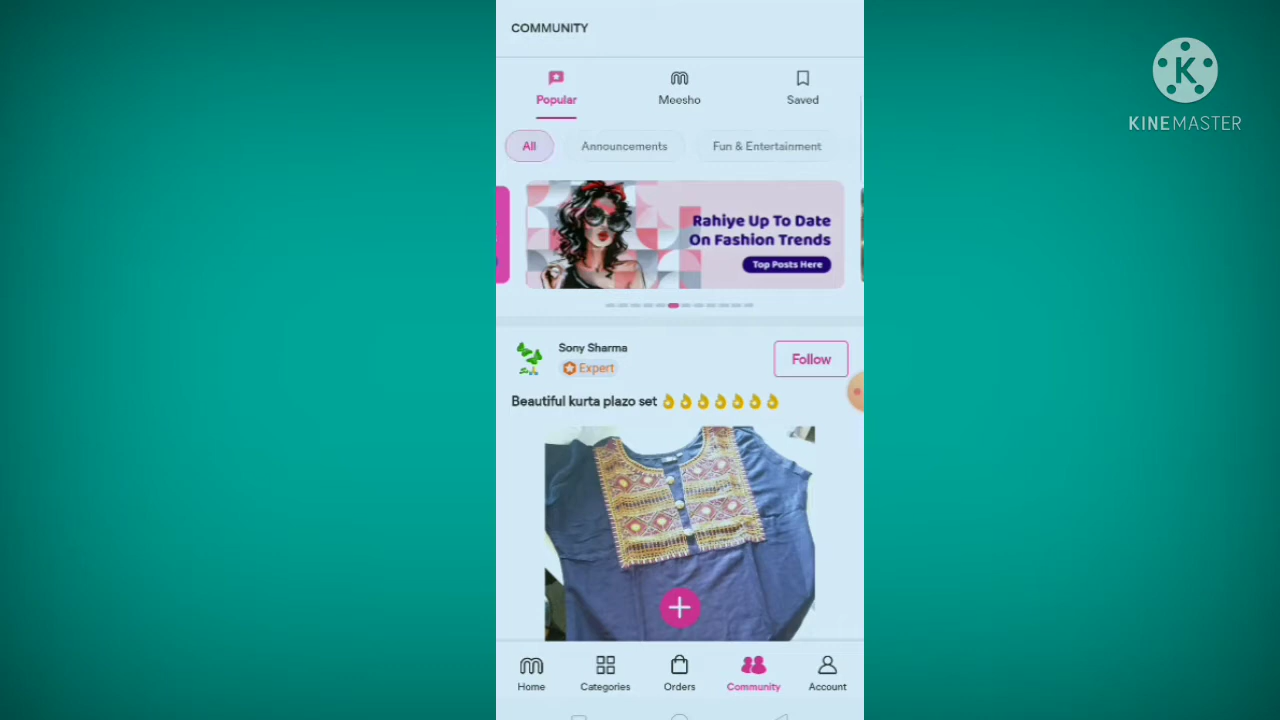 COMMUNITY
Popular
Meesho
Saved
All
Announcements
Fun & Entertainment
Rahiye Up To Date
On Fashion Trends
Top Posts Here
Sony Sharma
Expert
Follow
Beautiful kurta plazo set 👌👌👌👌👌👌👌
Home
Categories
Orders
Community
Account
K
KINEMASTER